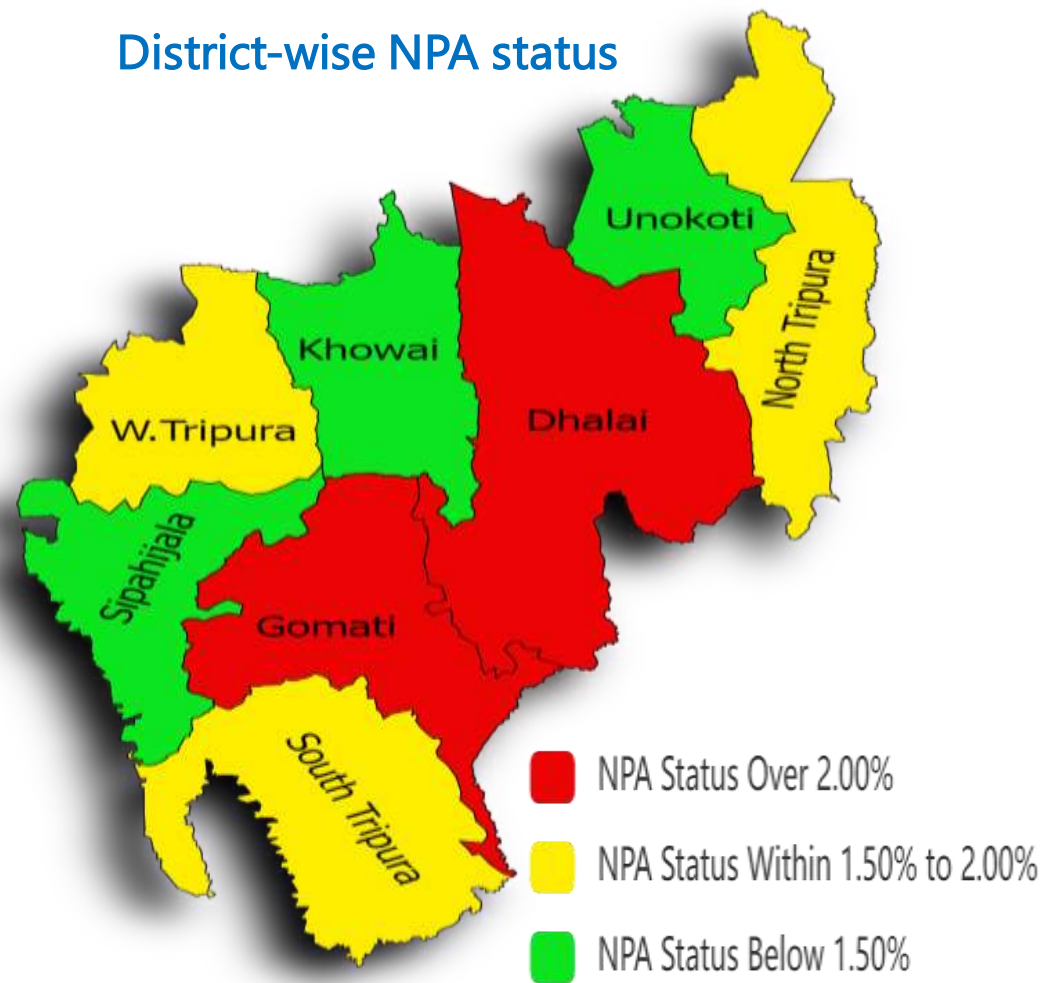 District-wise NPA status
Unokoti
North Tripura
Khowai
Dhalai
W.Tripura
Sipahijala
Gomati
South Tripura
NPA Status Over 2.00%
NPA Status Within 1.50% to 2.00%
NPA Status Below 1.50%